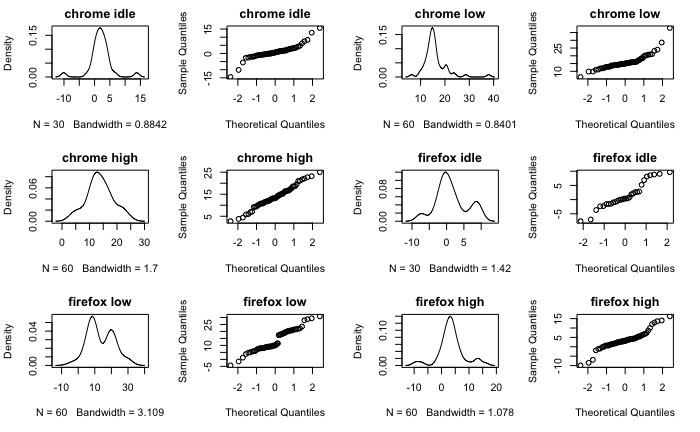 chrome idle
Density
0.00
0.15
-10
0
5
15
N = 30   Bandwidth = 0.8842
chrome idle
Sample Quantiles
-15
0
15
-2
-1
0
1
2
Theoretical Quantiles
chrome low
Density
0.00
0.15
10
20
30
40
N = 60   Bandwidth = 0.8401
chrome low
Sample Quantiles
10
30
-2
-1
0
1
2
Theoretical Quantiles
chrome high
Density
0.00
0.06
0
10
20
30
N = 60   Bandwidth = 1.7
chrome high
Sample Quantiles
5
15
25
-2
-1
0
1
2
Theoretical Quantiles
firefox idle
Density
0.00
0.08
-10
0
5
N = 30   Bandwidth = 1.42
firefox idle
Sample Quantiles
-5
5
-2
-1
0
1
2
Theoretical Quantiles
firefox low
Density
0.00
0.04
-10
10
30
N = 60   Bandwidth = 3.109
firefox low
Sample Quantiles
-5
10
25
-2
-1
0
1
2
Theoretical Quantiles
firefox high
Density
0.00
0.10
-10
0
10
20
N = 60   Bandwidth = 1.078
firefox high
Sample Quantiles
-10
5
15
-2
-1
0
1
2
Theoretical Quantiles